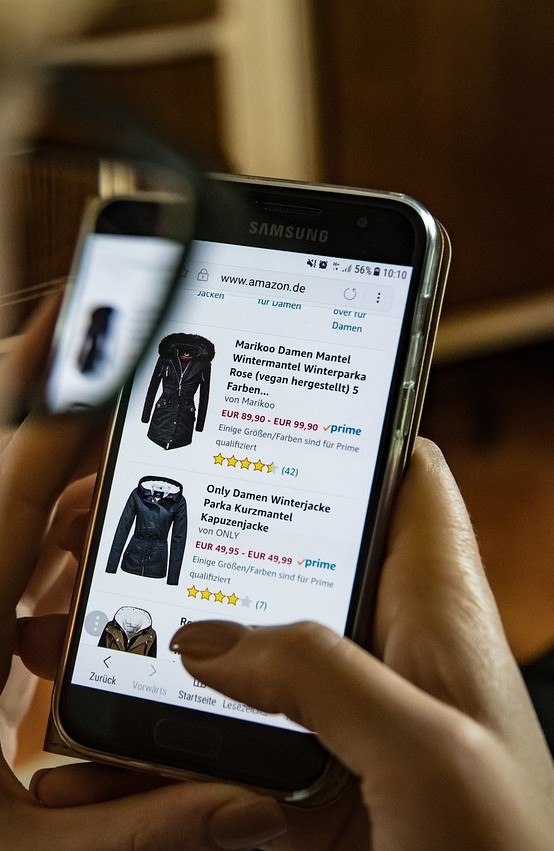 SAMSUNG
56% 10:10
www.amazon.de
Jacken
für Damen
over für
Damen
Marikoo Damen Mantel
Wintermantel Winterparka
Rose (vegan hergestellt) 5
Farben...
von Marikoo
EUR 89,90 - EUR 99,90 prime
Einige Größen/Farben sind für Prime
qualifiziert
(42)
Only Damen Winterjacke
Parka Kurzmantel
Kapuzenjacke
von ONLY
EUR 49,95 - EUR 49,99 prime
Einige Größen/Farben sind für Prime
qualifiziert
(7)
Zurück
Vorwärts
Startseite